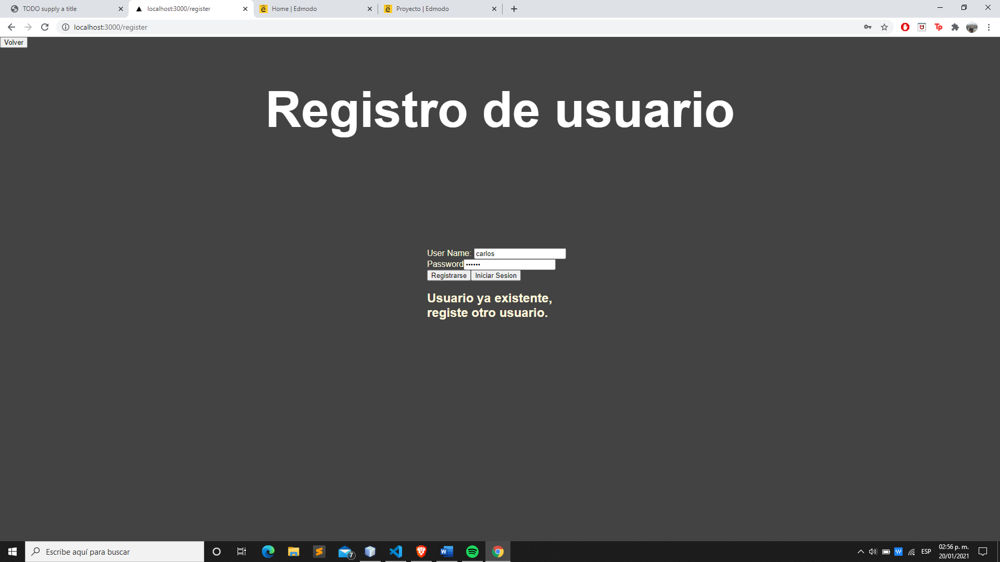 TODO supply a title
localhost:3000/register
Home | Edmodo
Proyecto | Edmodo
localhost:3000/register
Volver
Registro de usuario
User Name: carlos
Password ••••••
Registrarse Iniciar Sesion
Usuario ya existente,
registe otro usuario.
Escribe aquí para buscar
7
ESP
02:56 p. m.
20/01/2021